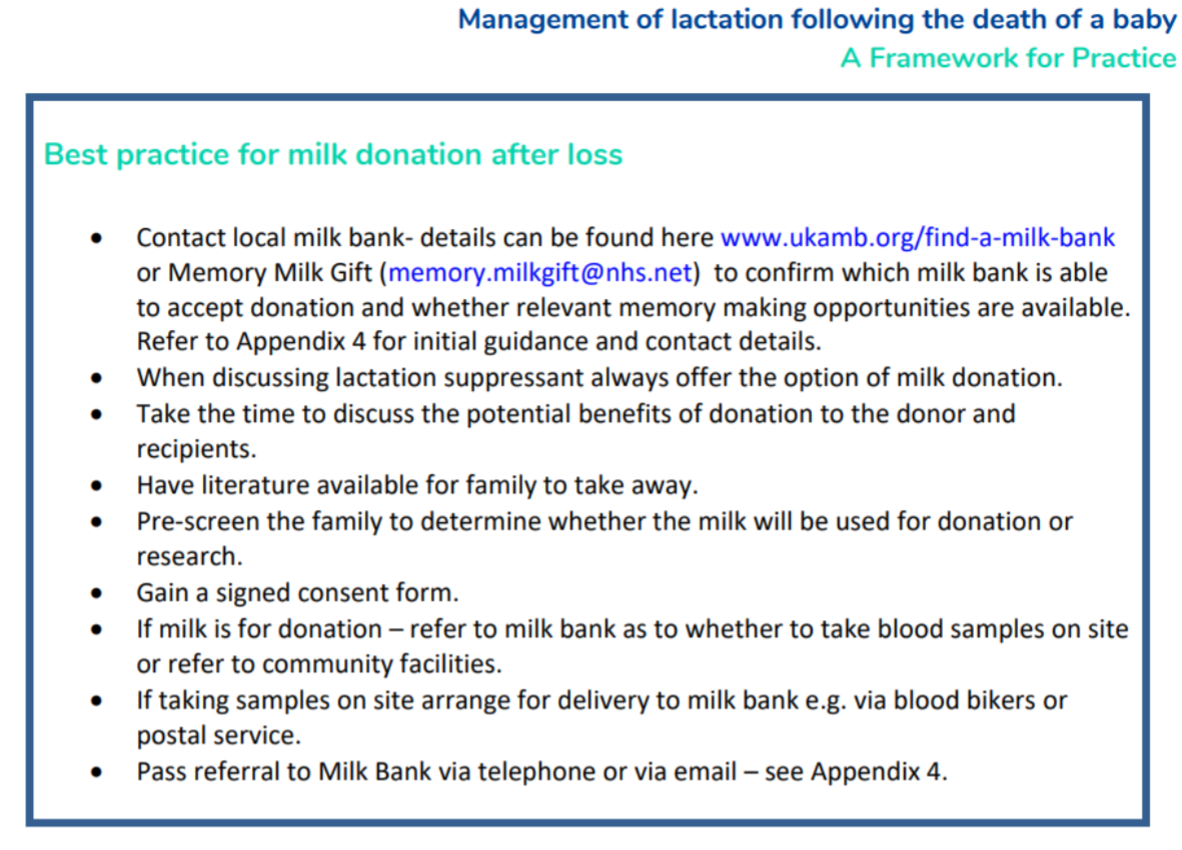 Management of lactation following the death of a baby
A Framework for Practice
Best practice for milk donation after loss
• Contact local milk bank- details can be found here www.ukamb.org/find-a-milk-bank
or Memory Milk Gift (memory.milkgift@nhs.net) to confirm which milk bank is able
to accept donation and whether relevant memory making opportunities are available.
Refer to Appendix 4 for initial guidance and contact details.
• When discussing lactation suppressant always offer the option of milk donation.
• Take the time to discuss the potential benefits of donation to the donor and
recipients.
• Have literature available for family to take away.
• Pre-screen the family to determine whether the milk will be used for donation or
research.
• Gain a signed consent form.
• If milk is for donation – refer to milk bank as to whether to take blood samples on site
or refer to community facilities.
• If taking samples on site arrange for delivery to milk bank e.g. via blood bikers or
postal service.
• Pass referral to Milk Bank via telephone or via email – see Appendix 4.